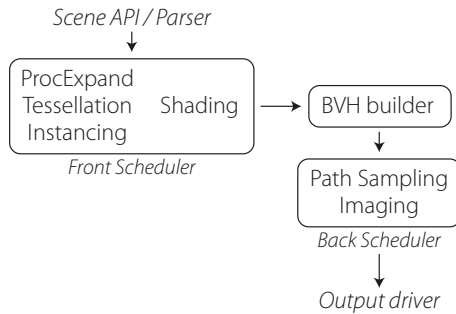 Scene API / Parser
ProcExpand
Tessellation Shading
Instancing
Front Scheduler
BVH builder
Path Sampling
Imaging
Back Scheduler
Output driver